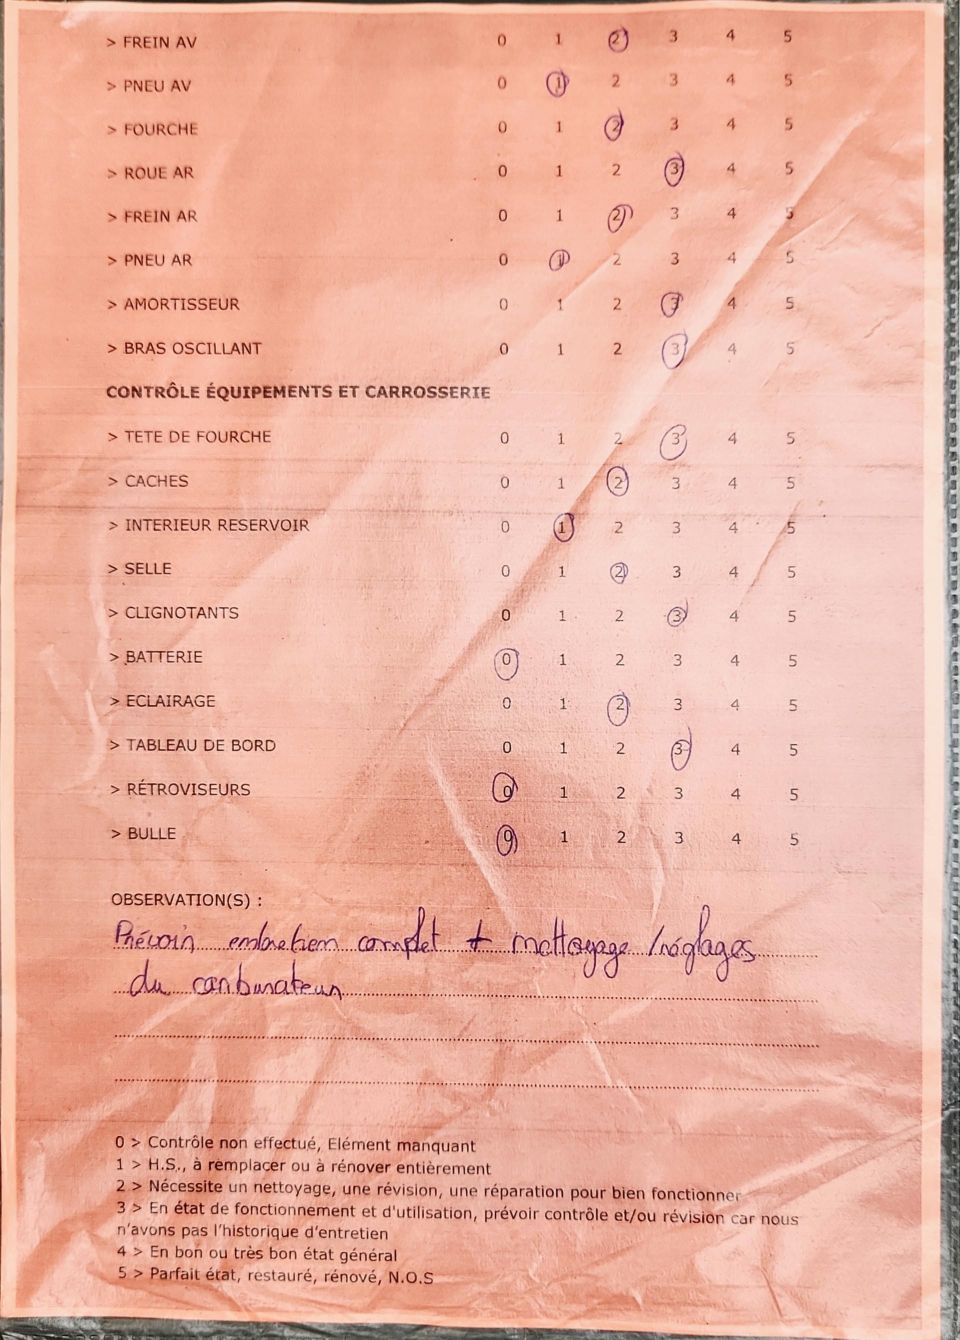 > FREIN AV 0 1 2 3 4 5
> PNEU AV 0 1 2 3 4 5
> FOURCHE 0 1 2 3 4 5
> ROUE AR 0 1 2 3 4 5
> FREIN AR 0 1 2 3 4 5
> PNEU AR 0 1 2 3 4 5
> AMORTISSEUR 0 1 2 3 4 5
> BRAS OSCILLANT 0 1 2 3 4 5
CONTRÔLE ÉQUIPEMENTS ET CARROSSERIE
> TETE DE FOURCHE 0 1 2 3 4 5
> CACHES 0 1 2 3 4 5
> INTERIEUR RESERVOIR 0 1 2 3 4 5
> SELLE 0 1 2 3 4 5
> CLIGNOTANTS 0 1 2 3 4 5
> BATTERIE 0 1 2 3 4 5
> ECLAIRAGE 0 1 2 3 4 5
> TABLEAU DE BORD 0 1 2 3 4 5
> RÉTROVISEURS 0 1 2 3 4 5
> BULLE 0 1 2 3 4 5
OBSERVATION(S) :
Prévoir entretien complet + nettoyage / réglages
du carburateur
0 > Contrôle non effectué, Elément manquant
1 > H.S., à remplacer ou à rénover entièrement
2 > Nécessite un nettoyage, une révision, une réparation pour bien fonctionner
3 > En état de fonctionnement et d'utilisation, prévoir contrôle et/ou révision car nous
n'avons pas l'historique d'entretien
4 > En bon ou très bon état général
5 > Parfait état, restauré, rénové, N.O.S